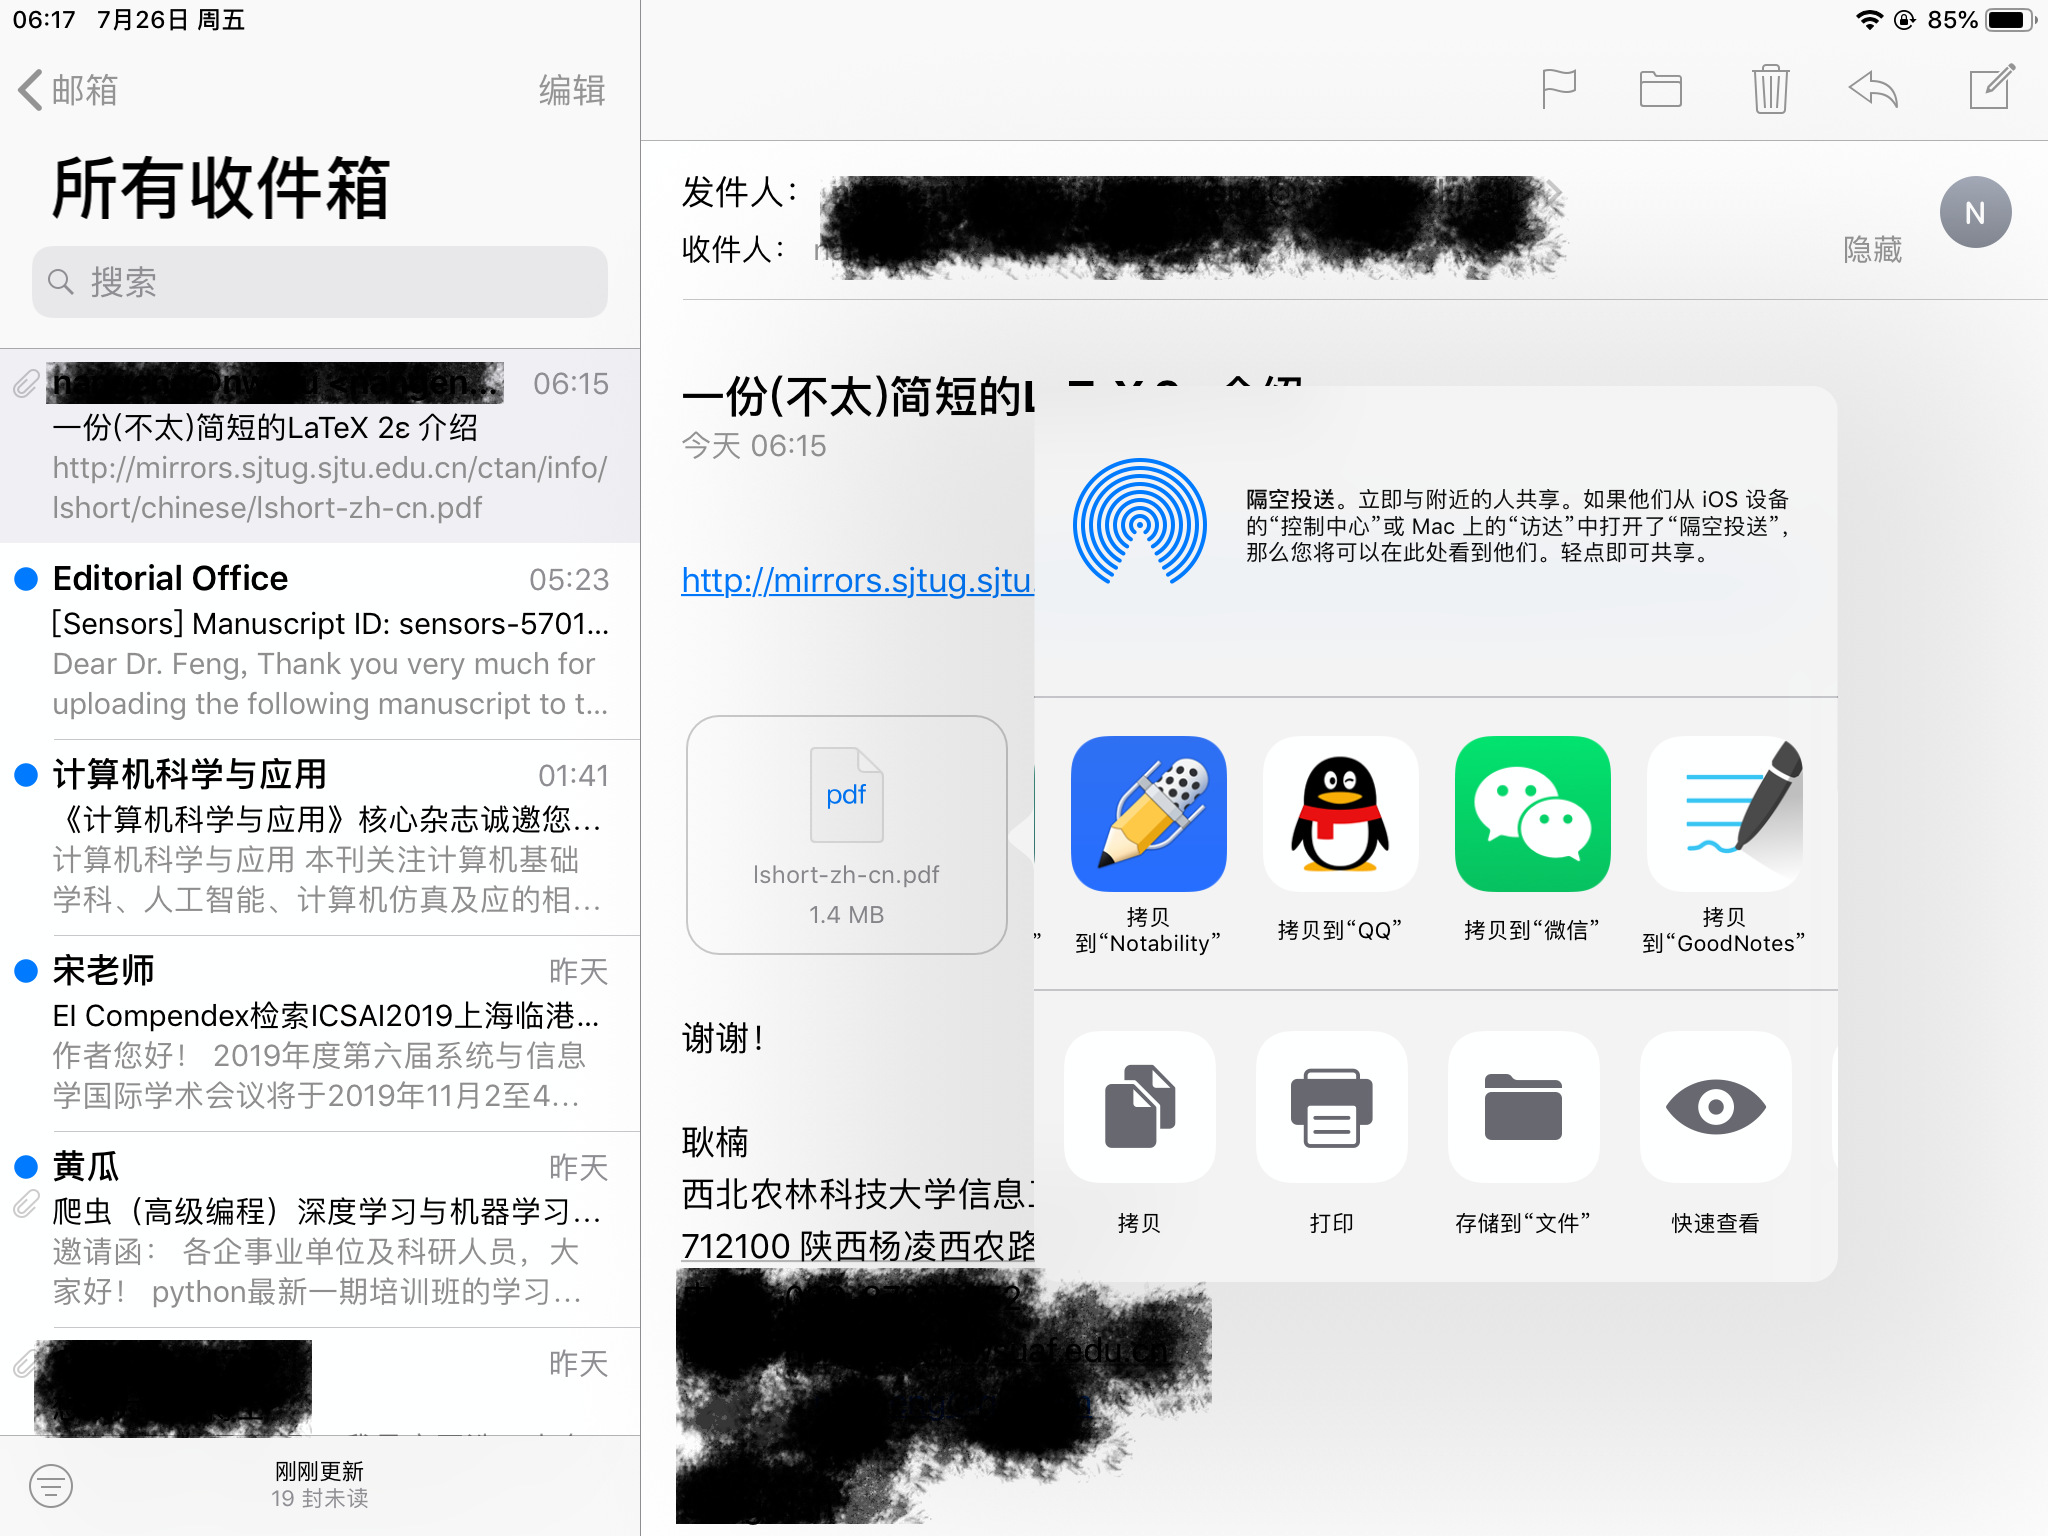 06:17 7月26日 周五
85%
邮箱
编辑
所有收件箱
搜索
06:15
一份(不太)简短的LaTeX 2ε 介绍
http://mirrors.sjtug.sjtu.edu.cn/ctan/info/
lshort/chinese/lshort-zh-cn.pdf
Editorial Office
05:23
[Sensors] Manuscript ID: sensors-5701...
Dear Dr. Feng, Thank you very much for
uploading the following manuscript to t...
计算机科学与应用
01:41
《计算机科学与应用》核心杂志诚邀您...
计算机科学与应用 本刊关注计算机基础
学科、人工智能、计算机仿真及应的相...
宋老师
昨天
EI Compendex检索ICSAI2019上海临港...
作者您好！ 2019年度第六届系统与信息
学国际学术会议将于2019年11月2至4...
黄瓜
昨天
爬虫（高级编程）深度学习与机器学习...
邀请函： 各企事业单位及科研人员，大
家好！ python最新一期培训班的学习...
昨天
刚刚更新
19 封未读
发件人：
收件人：
隐藏
N
一份(不太)简短的
今天 06:15
http://mirrors.sjtug.sjtu.
pdf
lshort-zh-cn.pdf
1.4 MB
谢谢！
耿楠
西北农林科技大学信息
712100 陕西杨凌西农路
隔空投送。立即与附近的人共享。如果他们从 iOS 设备
的“控制中心”或 Mac 上的“访达”中打开了“隔空投送”，
那么您将可以在此处看到他们。轻点即可共享。
拷贝
到“Notability”
拷贝到“QQ”
拷贝到“微信”
拷贝
到“GoodNotes”
拷贝
打印
存储到“文件”
快速查看